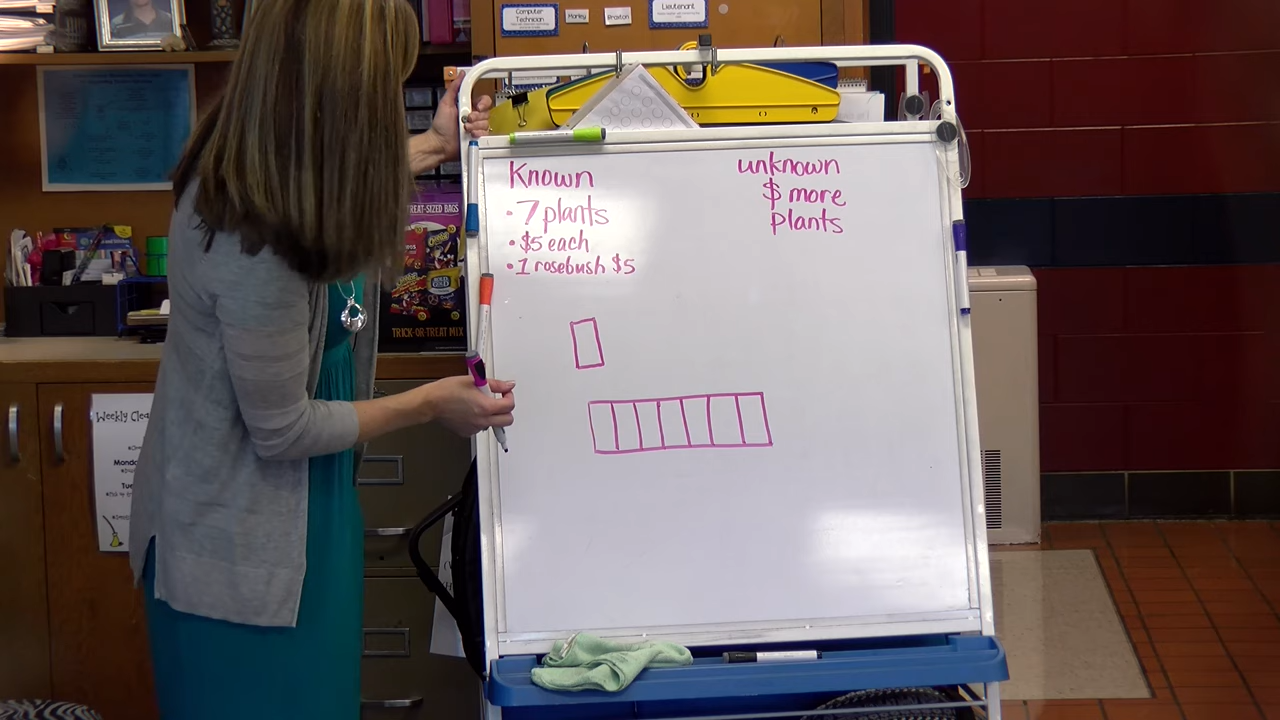 Computer
Technician
Harley
Braxton
Lieutenant
Known
unknown
• 7 plants
$ more
• $5 each
plants
• 1 rosebush $5
TREAT-SIZED BAGS
TRICK-OR-TREAT MIX
Weekly Clea
Monda
Tue